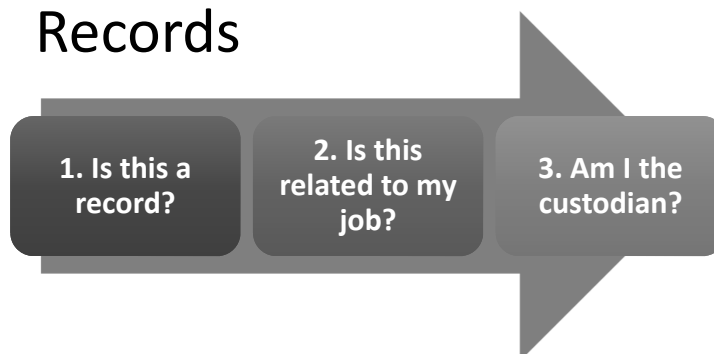 Records
1. Is this a
record?
2. Is this
related to my
job?
3. Am I the
custodian?